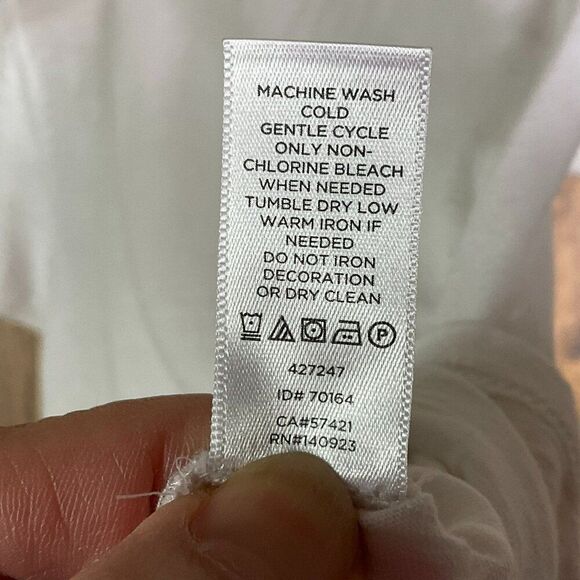 MACHINE WASH
COLD
GENTLE CYCLE
ONLY NON-
CHLORINE BLEACH
WHEN NEEDED
TUMBLE DRY LOW
WARM IRON IF
NEEDED
DO NOT IRON
DECORATION
OR DRY CLEAN
P
427247
ID# 70164
CA#57421
RN#140923